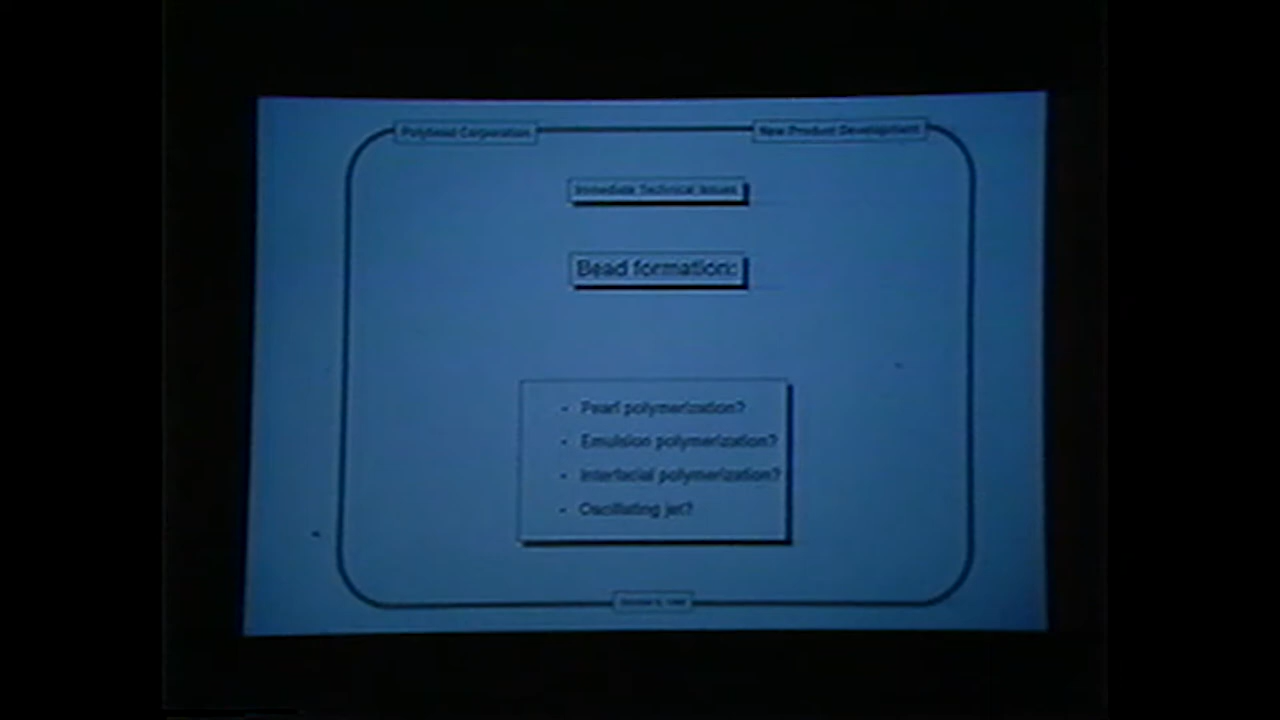 Polybead Corporation
New Product Development
Immediate Technical Issues
Bead formation:
- Pearl polymerization?
- Emulsion polymerization?
- Interfacial polymerization?
- Oscillating jet?